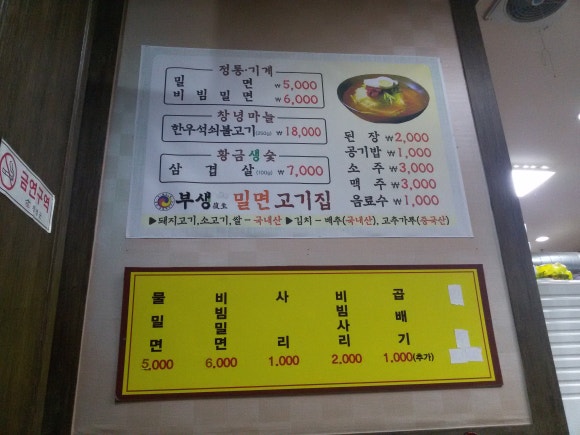 정통·기계
밀면 ₩5,000
비빔밀면 ₩6,000
창녕마늘
한우석쇠불고기 ₩18,000
황금생숯
삼겹살 (100g) ₩7,000
된장 ₩2,000
공기밥 ₩1,000
소주 ₩3,000
맥주 ₩3,000
음료수 ₩1,000
부생 밀면고기집
▶돼지고기,소고기,쌀 - 국내산 ▶김치 - 배추(국내산), 고추가루(중국산)
금연구역
물밀면 5,000
비빔밀면 6,000
사리 1.000
비빔사리 2.000
곱배기 1,000(추가)